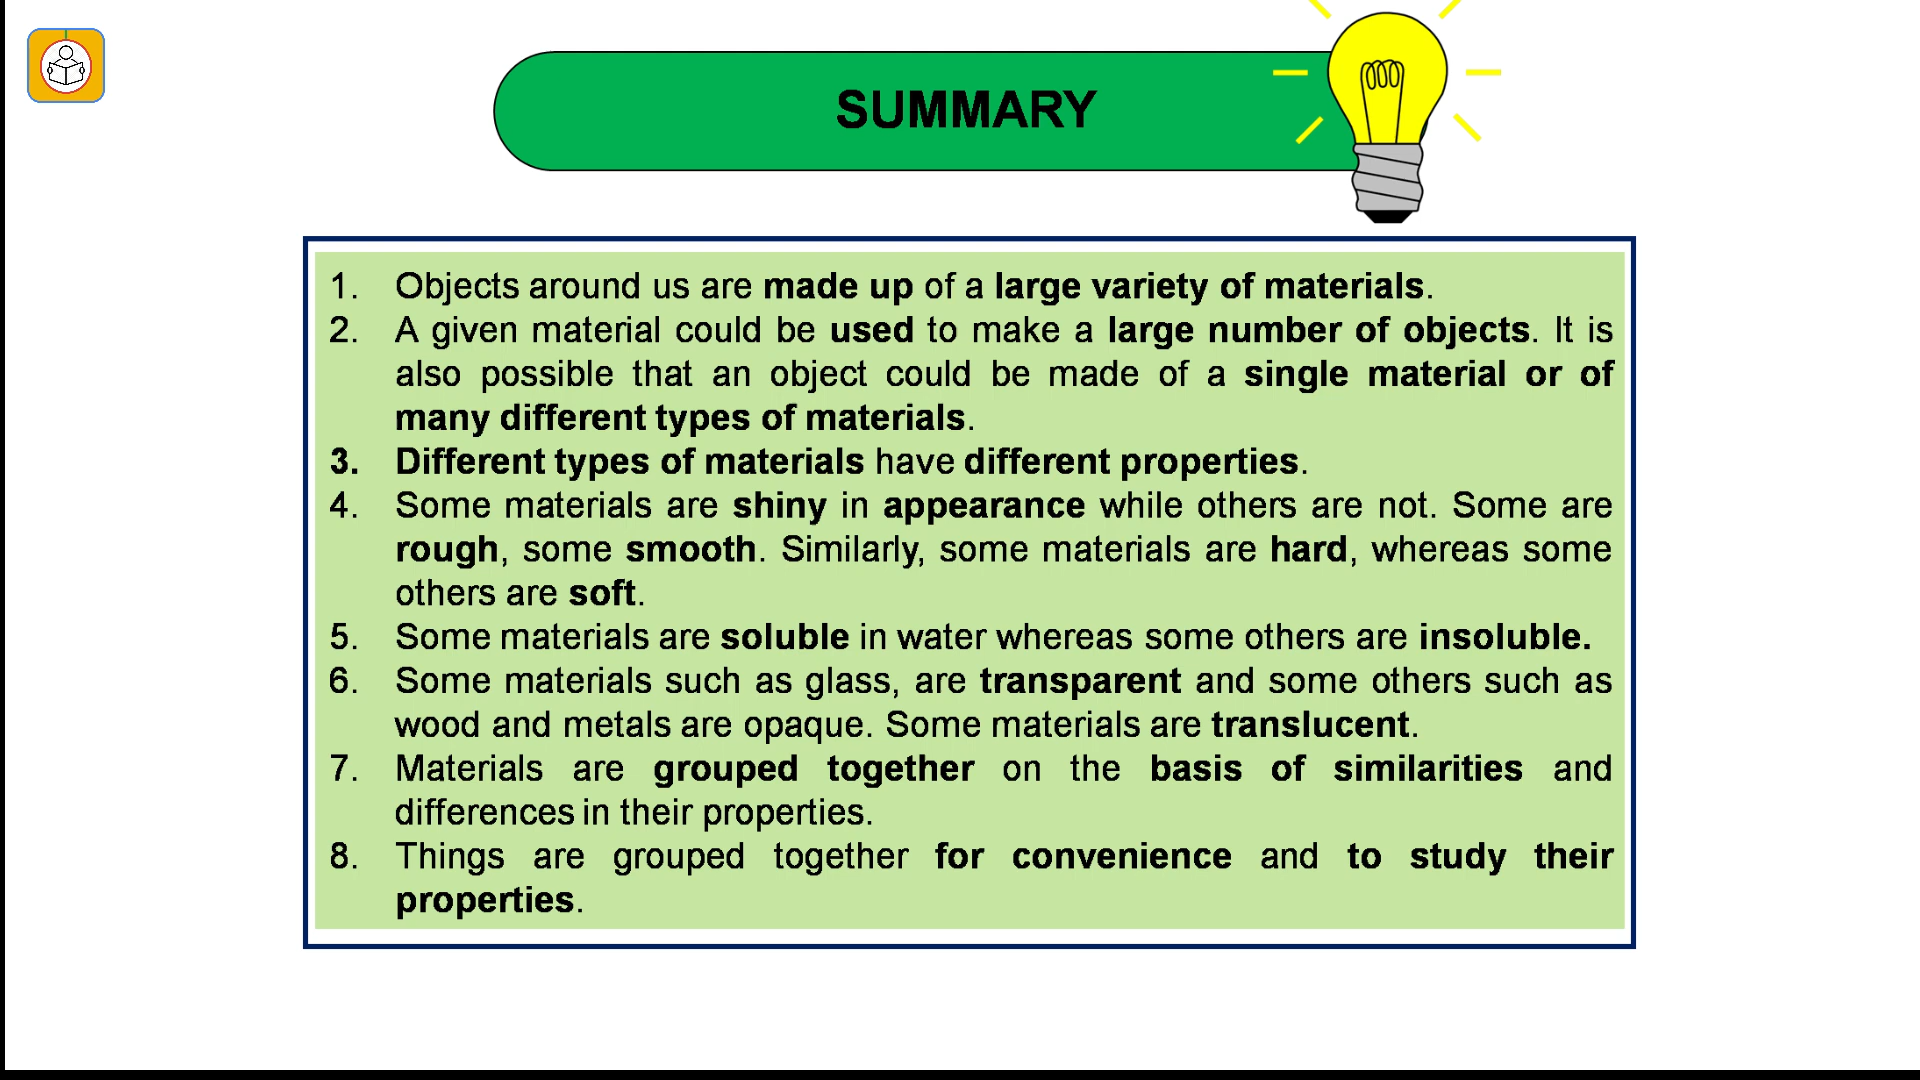 SUMMARY
1. Objects around us are made up of a large variety of materials.
2. A given material could be used to make a large number of objects. It is
also possible that an object could be made of a single material or of
many different types of materials.
3. Different types of materials have different properties.
4. Some materials are shiny in appearance while others are not. Some are
rough, some smooth. Similarly, some materials are hard, whereas some
others are soft.
5. Some materials are soluble in water whereas some others are insoluble.
6. Some materials such as glass, are transparent and some others such as
wood and metals are opaque. Some materials are translucent.
7. Materials are grouped together on the basis of similarities and
differences in their properties.
8. Things are grouped together for convenience and to study their
properties.